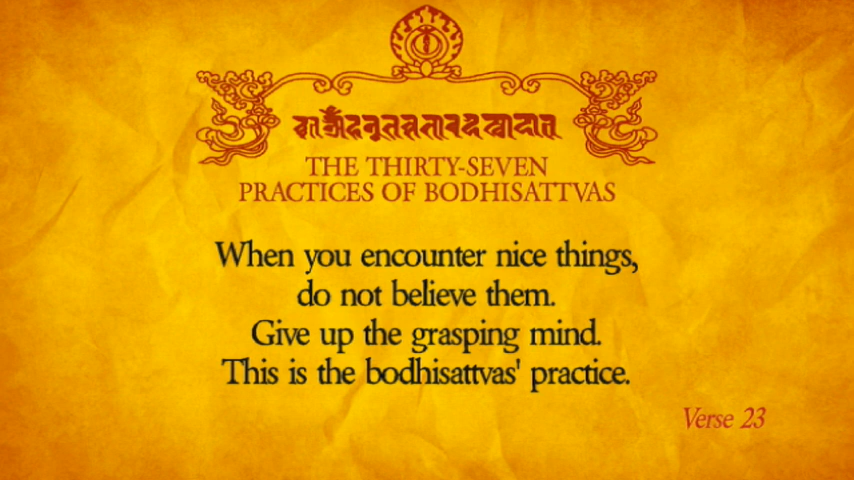 THE THIRTY-SEVEN
PRACTICES OF BODHISATTVAS
When you encounter nice things,
do not believe them.
Give up the grasping mind.
This is the bodhisattvas' practice.
Verse 23